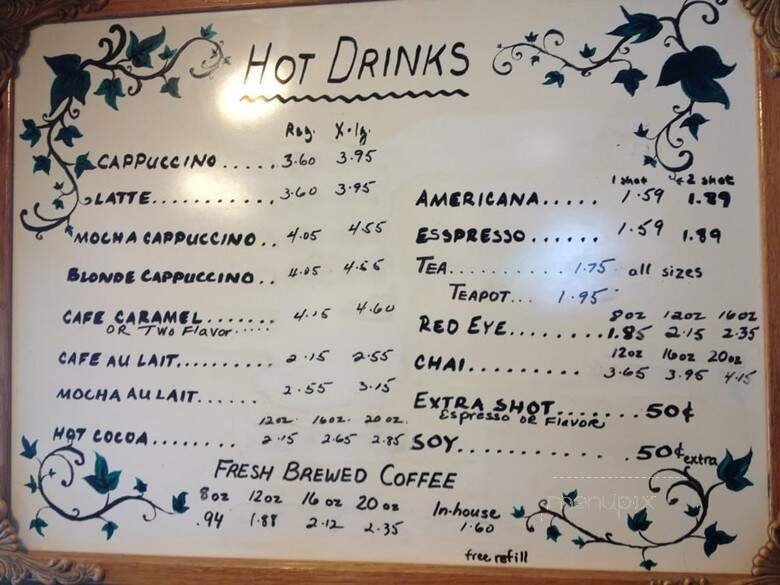 HOT DRINKS
Reg. X-lg.
CAPPUCCINO..... 3.60 3.95
LATTE............ 3.60 3.95
MOCHA CAPPUCCINO.. 4.05 4.55
BLONDE CAPPUCCINO.. 4.05 4.55
CAFE CARAMEL....... 4.15 4.60
OR Two Flavor.....
CAFE AU LAIT.......... 2.15 2.55
MOCHA AU LAIT...... 2.55 3.15
12oz. 16oz. 20oz.
HOT COCOA........ 2.15 2.65 2.85
1 shot 2 shot
AMERICANA..... 1.59 1.89
ESSPRESSO...... 1.59 1.89
TEA.......... 1.75 all sizes
TEAPOT... 1.95
8oz 12oz 16oz
RED EYE........ 1.85 2.15 2.35
12oz 16oz 20oz
CHAI........... 3.65 3.95 4.15
EXTRA SHOT....... 50¢
Espresso OR Flavor
SOY........... .50¢ extra
FRESH BREWED COFFEE
8oz 12oz 16oz 20oz In-house
.94 1.88 2.12 2.35 1.60
free refill
menupix